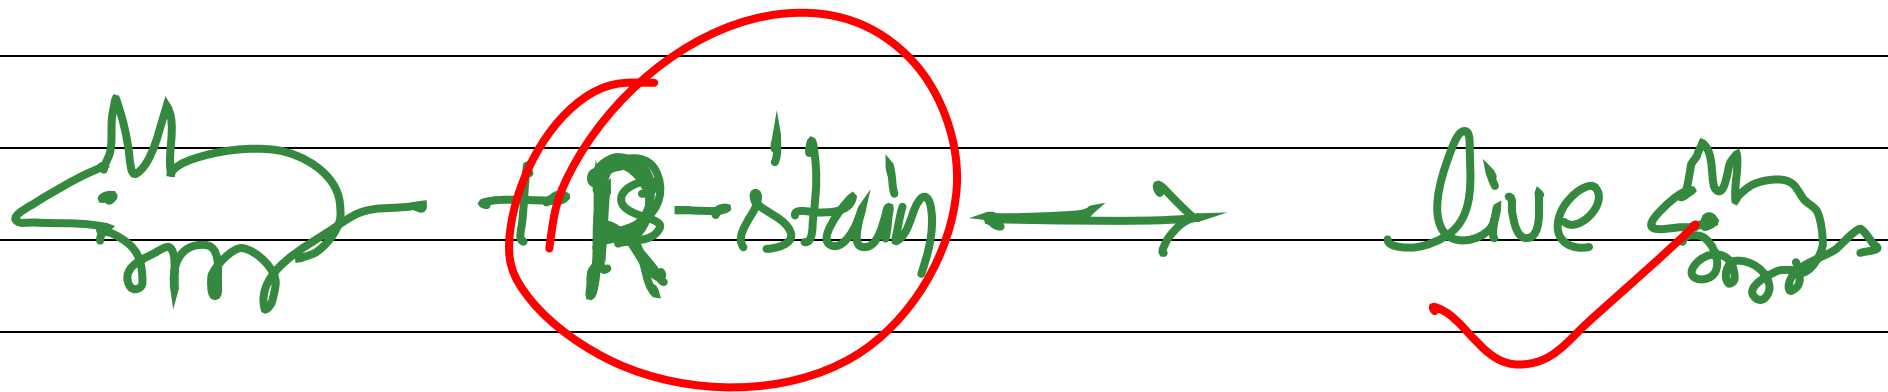 + R-strain → live